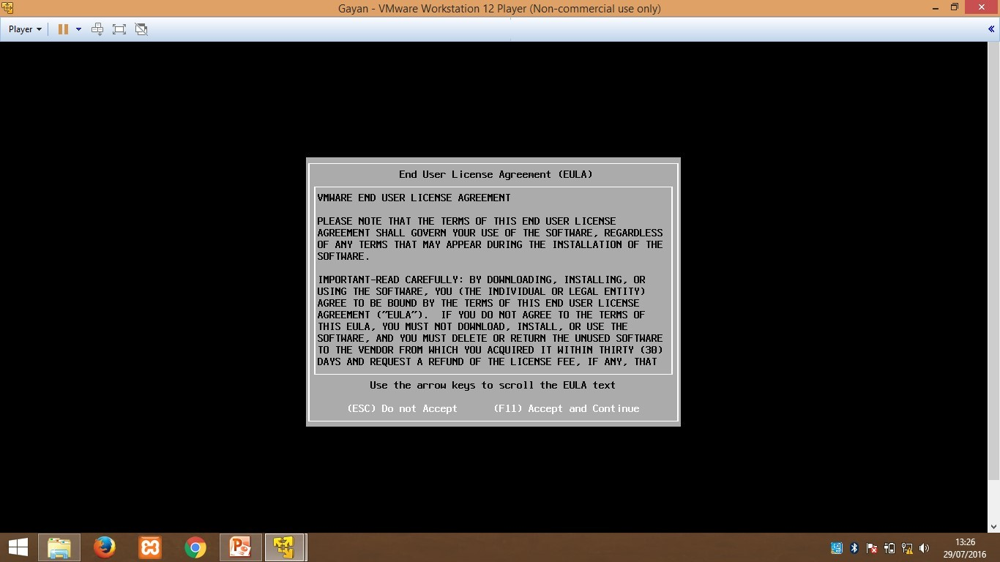 Gayan - VMware Workstation 12 Player (Non-commercial use only)
Player
End User License Agreement (EULA)
VMWARE END USER LICENSE AGREEMENT
PLEASE NOTE THAT THE TERMS OF THIS END USER LICENSE
AGREEMENT SHALL GOVERN YOUR USE OF THE SOFTWARE, REGARDLESS
OF ANY TERMS THAT MAY APPEAR DURING THE INSTALLATION OF THE
SOFTWARE.
IMPORTANT-READ CAREFULLY: BY DOWNLOADING, INSTALLING, OR
USING THE SOFTWARE, YOU (THE INDIVIDUAL OR LEGAL ENTITY)
AGREE TO BE BOUND BY THE TERMS OF THIS END USER LICENSE
AGREEMENT ("EULA").  IF YOU DO NOT AGREE TO THE TERMS OF
THIS EULA, YOU MUST NOT DOWNLOAD, INSTALL, OR USE THE
SOFTWARE, AND YOU MUST DELETE OR RETURN THE UNUSED SOFTWARE
TO THE VENDOR FROM WHICH YOU ACQUIRED IT WITHIN THIRTY (30)
DAYS AND REQUEST A REFUND OF THE LICENSE FEE, IF ANY, THAT
Use the arrow keys to scroll the EULA text
(ESC) Do not Accept (F11) Accept and Continue
13:26
29/07/2016